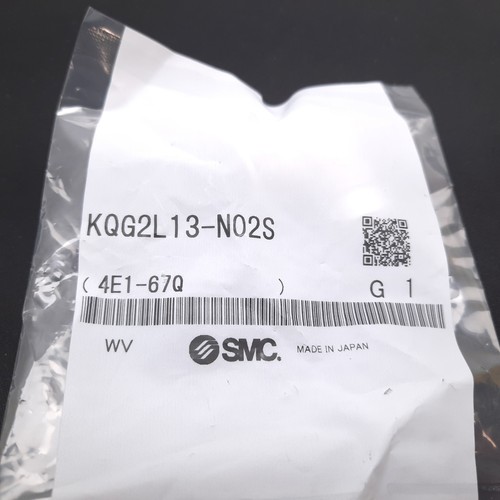 KQG2L13-N02S
( 4E1-67Q ) G 1
WV SMC. MADE IN JAPAN